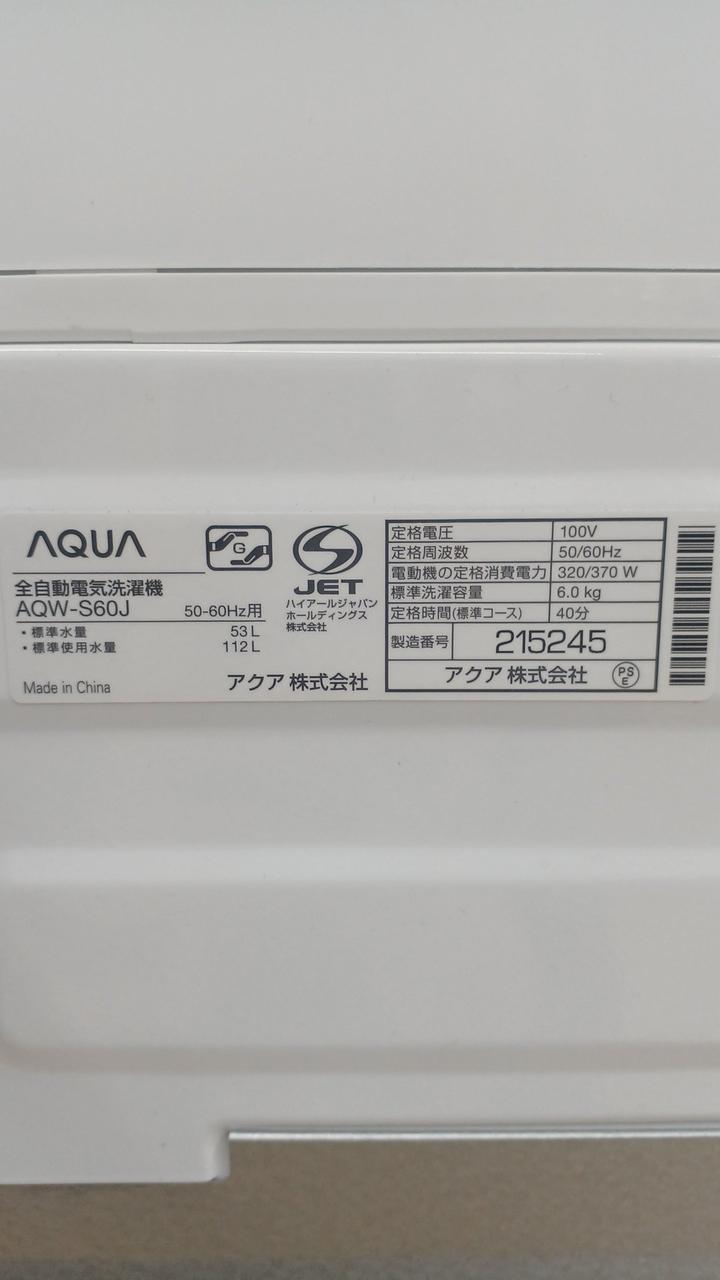 AQUA
G
全自動電気洗濯機
AQW-S60J 50-60Hz用
・標準水量 53 L
・標準使用水量 112 L
Made in China
アクア 株式会社
S
JET
ハイアールジャパン
ホールディングス
株式会社
定格電圧 100V
定格周波数 50/60Hz
電動機の定格消費電力 320/370 W
標準洗濯容量 6.0 kg
定格時間(標準コース) 40分
製造番号 215245
アクア 株式会社
PS
E